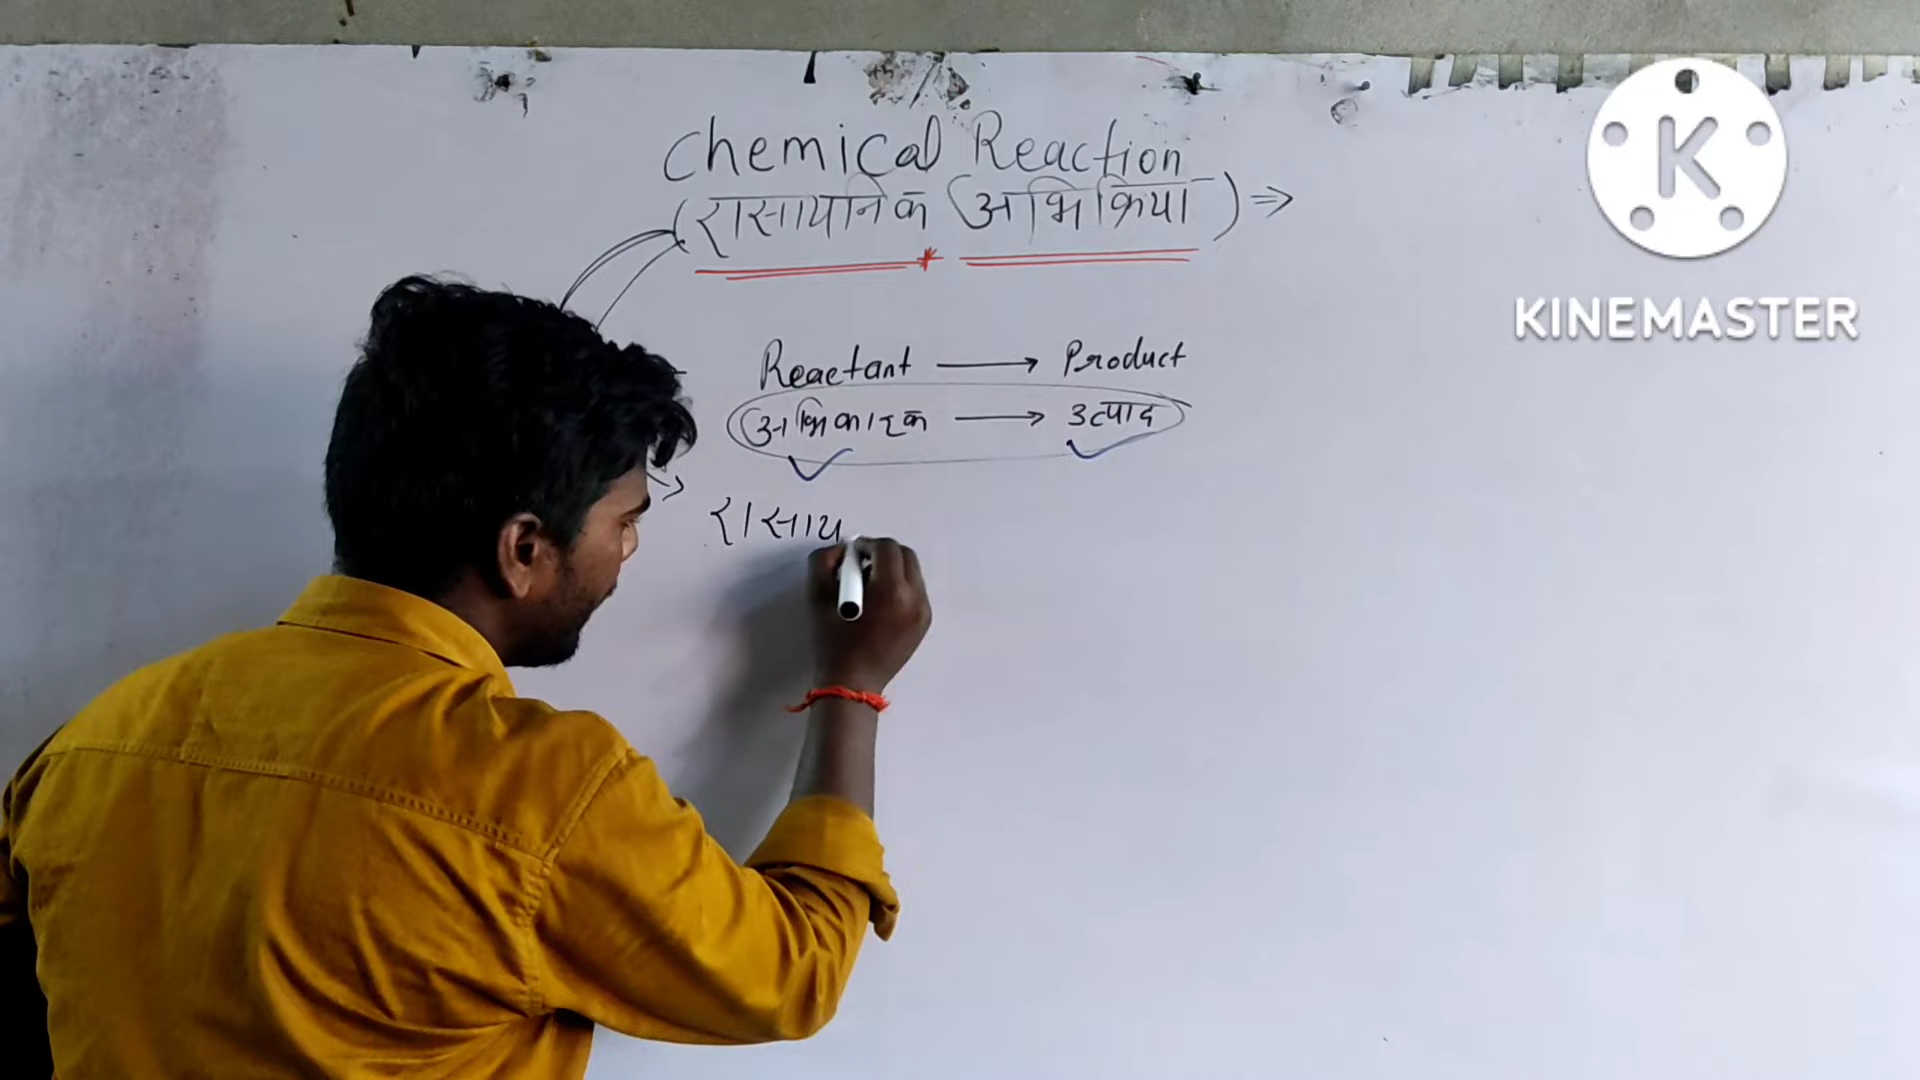 Chemical Reaction
(रासायनिक अभिक्रिया) ⇒
Reactant ⟶ Product
अभिकारक ⟶ उत्पाद
रासाय
K
KINEMASTER